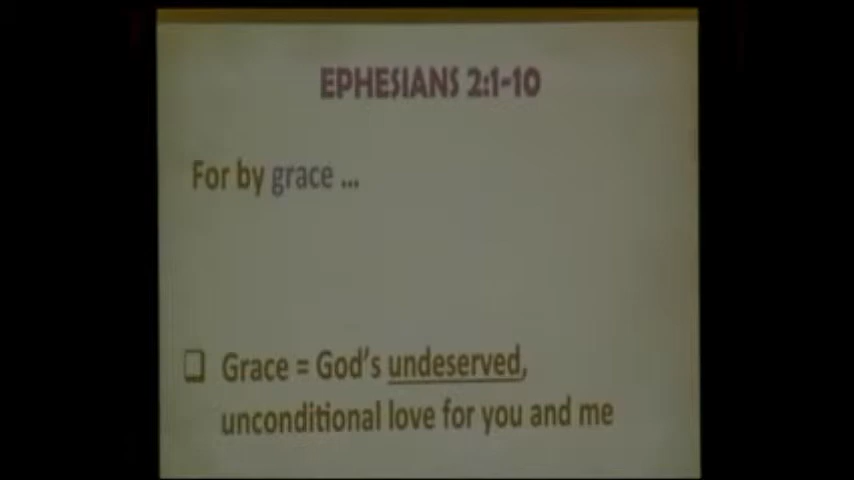 EPHESIANS 2:1-10
For by grace ...
❑ Grace = God's undeserved,
unconditional love for you and me